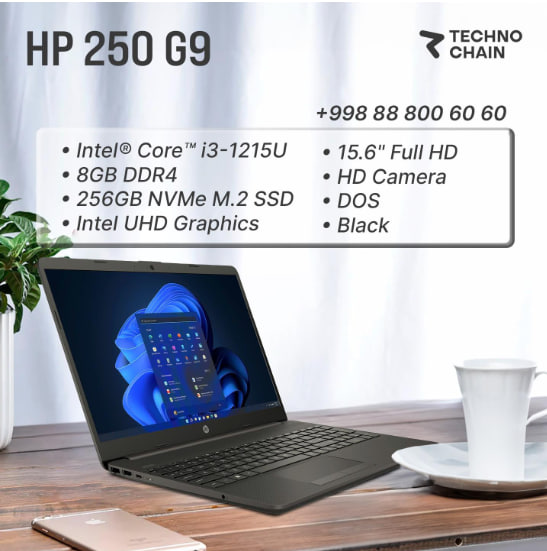 HP 250 G9
TECHNO
CHAIN
+998 88 800 60 60
• Intel® Core™ i3-1215U
• 8GB DDR4
• 256GB NVMe M.2 SSD
• Intel UHD Graphics
• 15.6" Full HD
• HD Camera
• DOS
• Black